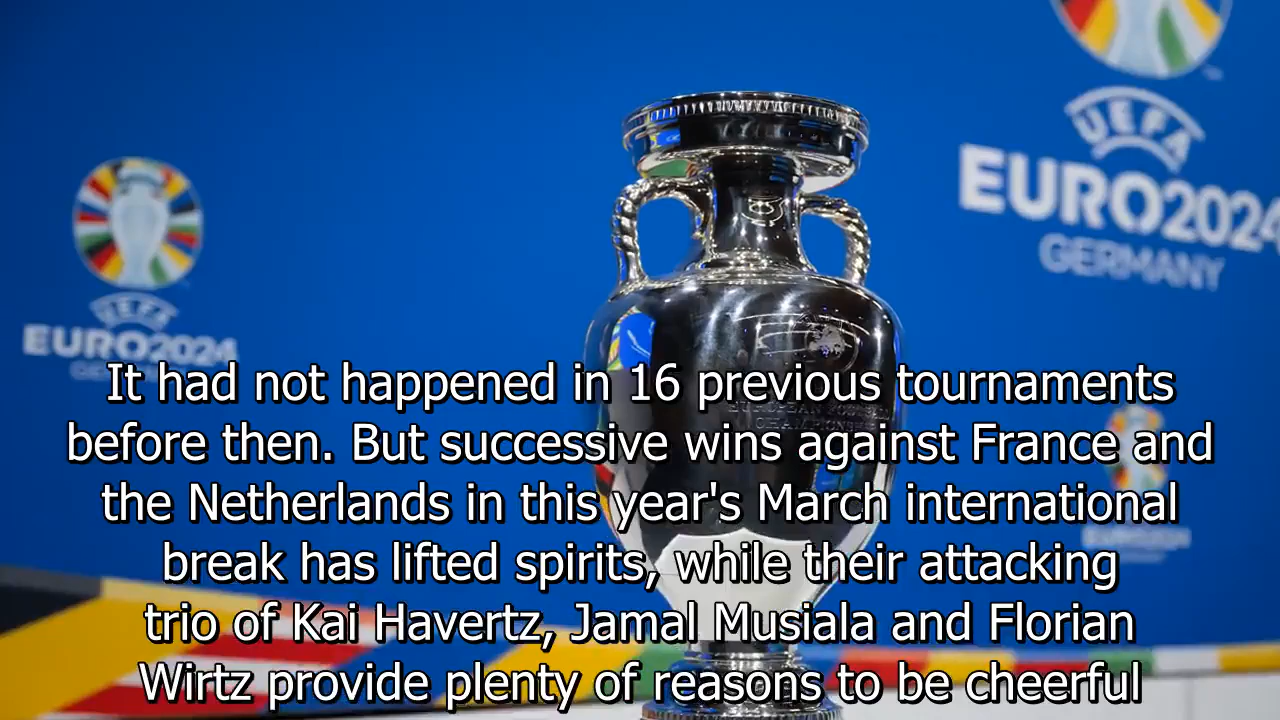 UEFA
EURO2024
GERMANY
UEFA
EURO2024
It had not happened in 16 previous tournaments
before then. But successive wins against France and
the Netherlands in this year's March international
break has lifted spirits, while their attacking
trio of Kai Havertz, Jamal Musiala and Florian
Wirtz provide plenty of reasons to be cheerful